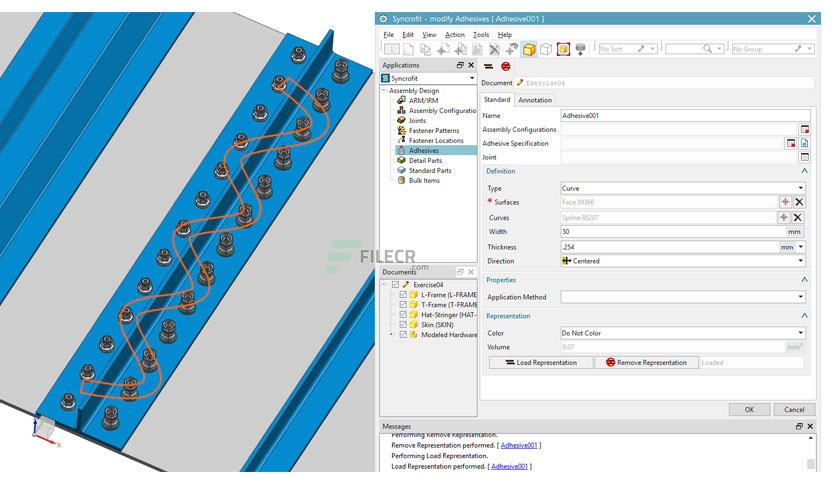 Syncrofit - modify Adhesives [ Adhesive001 ]
File Edit View Action Tools Help
No Sort
No Group
Applications
Syncrofit
Assembly Design
ARM/IRM
Assembly Configuratio
Joints
Fastener Patterns
Fastener Locations
Adhesives
Detail Parts
Standard Parts
Bulk Items
Documents
Exercise04
L-Frame (L-FRAME
T-Frame (T-FRAME
Hat-Stringer (HAT-
Skin (SKIN)
Modeled Hardware
Document Exercise04
Standard Annotation
Name Adhesive001
Assembly Configurations
Adhesive Specification
Joint
Definition
Type Curve
* Surfaces Face 89366
Curves Spline 88207
Width 50 mm
Thickness .254 mm
Direction Centered
Properties
Application Method
Representation
Color Do Not Color
Volume 9.07 mm³
Load Representation Remove Representation Loaded
OK Cancel
Messages
Performing Remove Representation.
Remove Representation performed. [ Adhesive001 ]
Performing Load Representation.
Load Representation performed. [ Adhesive001 ]
FILECR
.com
X